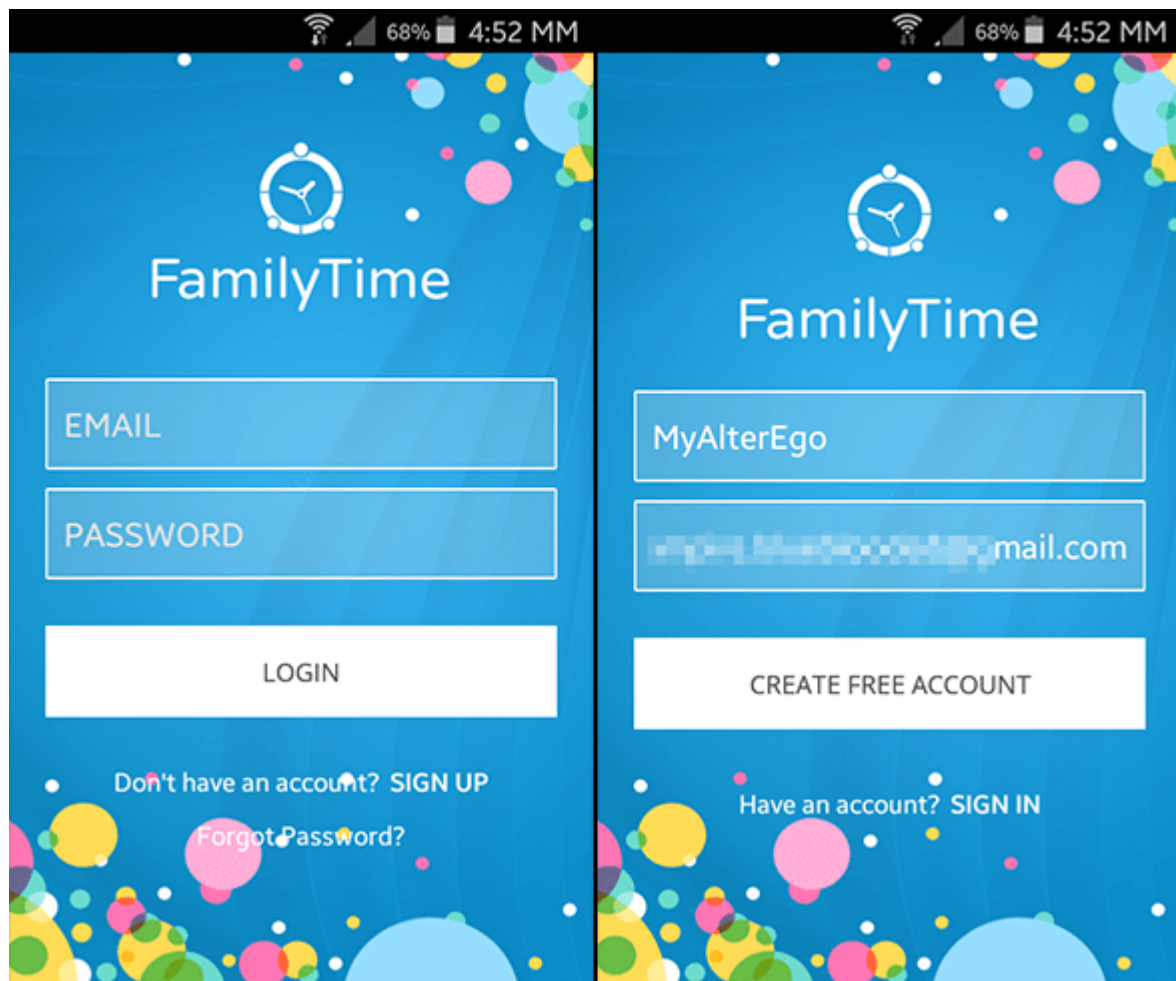 68% 4:52 MM
FamilyTime
EMAIL
PASSWORD
LOGIN
Don't have an account? SIGN UP
Forgot Password?
68% 4:52 MM
FamilyTime
MyAlterEgo
mail.com
CREATE FREE ACCOUNT
Have an account? SIGN IN